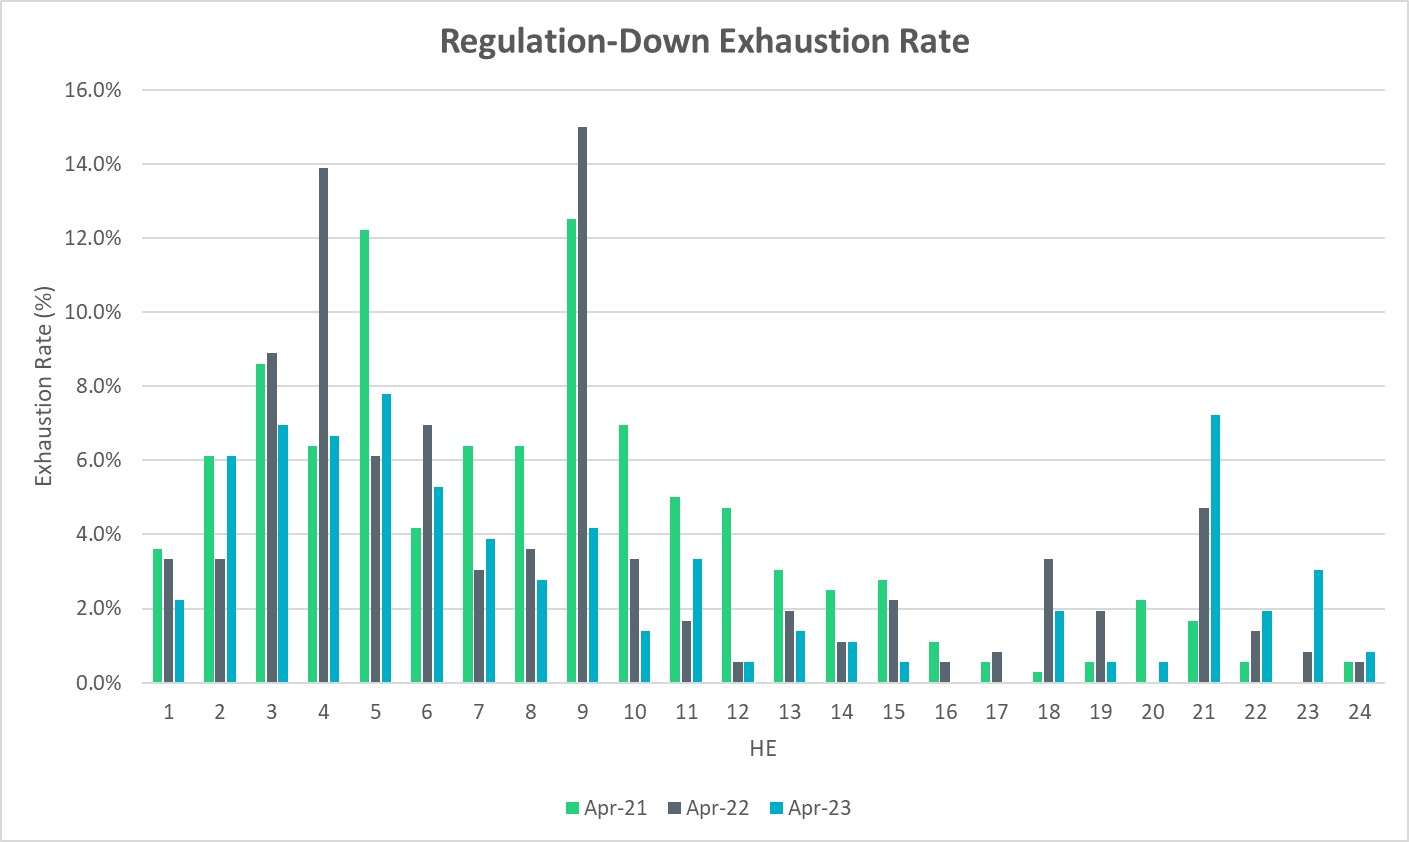 Regulation-Down Exhaustion Rate
16.0%
14.0%
12.0%
10.0%
8.0%
6.0%
4.0%
2.0%
0.0%
Exhaustion Rate (%)
1 2 3 4 5 6 7 8 9 10 11 12 13 14 15 16 17 18 19 20 21 22 23 24
HE
Apr-21 Apr-22 Apr-23